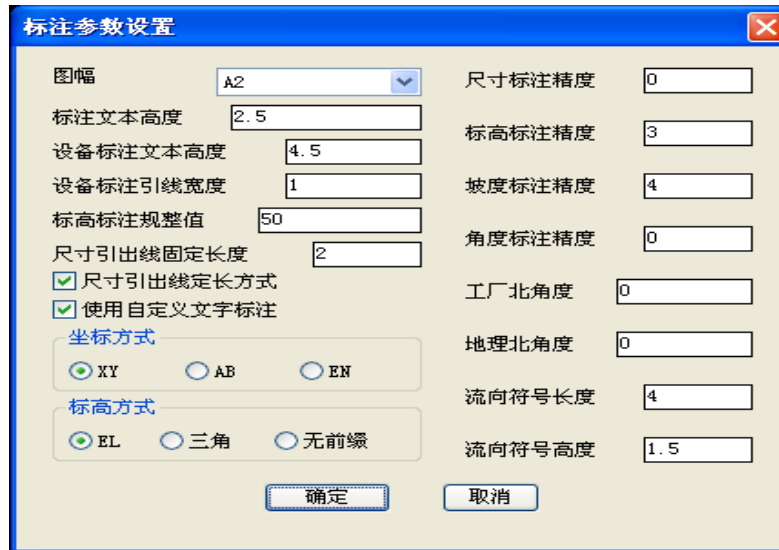 标注参数设置
图幅 A2
标注文本高度 2.5
设备标注文本高度 4.5
设备标注引线宽度 1
标高标注规整值 50
尺寸引出线固定长度 2
尺寸引出线定长方式
使用自定义文字标注
坐标方式
XY AB EN
标高方式
EL 三角 无前缀
尺寸标注精度 0
标高标注精度 3
坡度标注精度 4
角度标注精度 0
工厂北角度 0
地理北角度 0
流向符号长度 4
流向符号高度 1.5
确定 取消